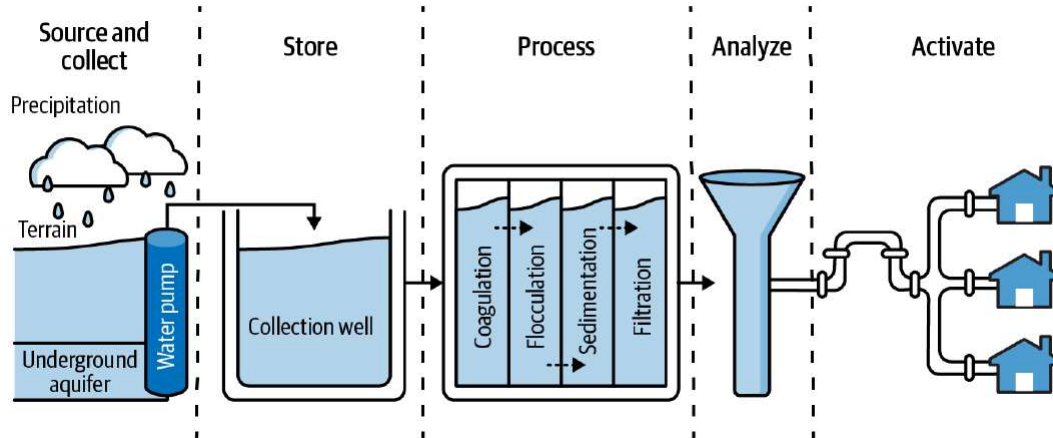 Source and
collect
Store
Process
Analyze
Activate
Precipitation
Terrain
Water pump
Underground
aquifer
Collection well
Coagulation
Flocculation
Sedimentation
Filtration